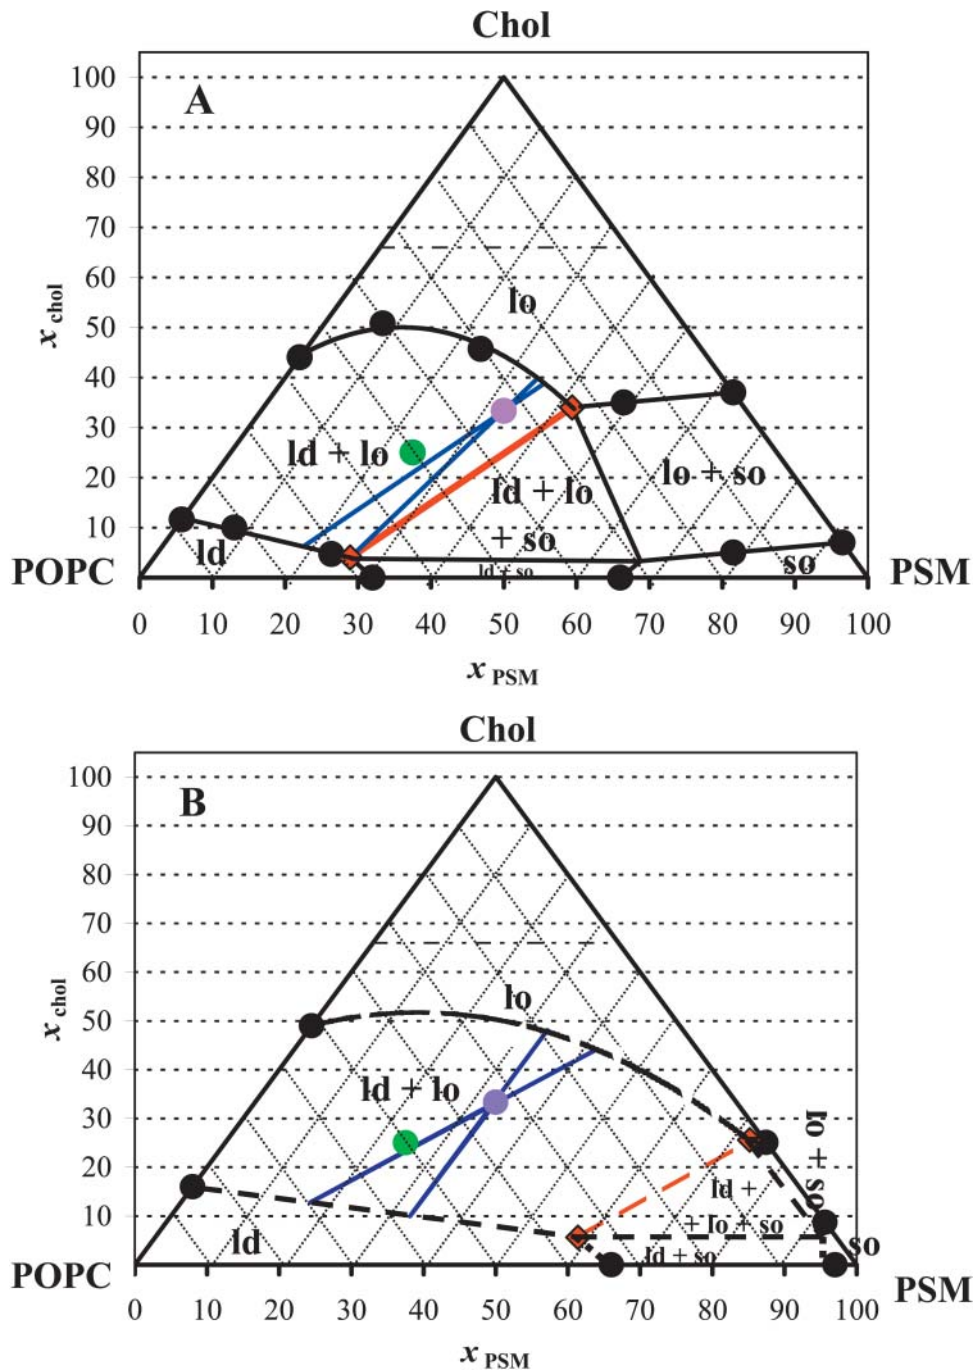 Chol
A
100
90
80
70
60
50
40
30
20
10
0
x chol
lo
ld + lo
ld + lo
+ so
lo + so
ld
ld + so
so
POPC
PSM
0 10 20 30 40 50 60 70 80 90 100
x PSM
Chol
B
100
90
80
70
60
50
40
30
20
10
0
x chol
lo
ld + lo
lo + so
ld +
+ lo + so
ld
ld + so
so
POPC
PSM
0 10 20 30 40 50 60 70 80 90 100
x PSM